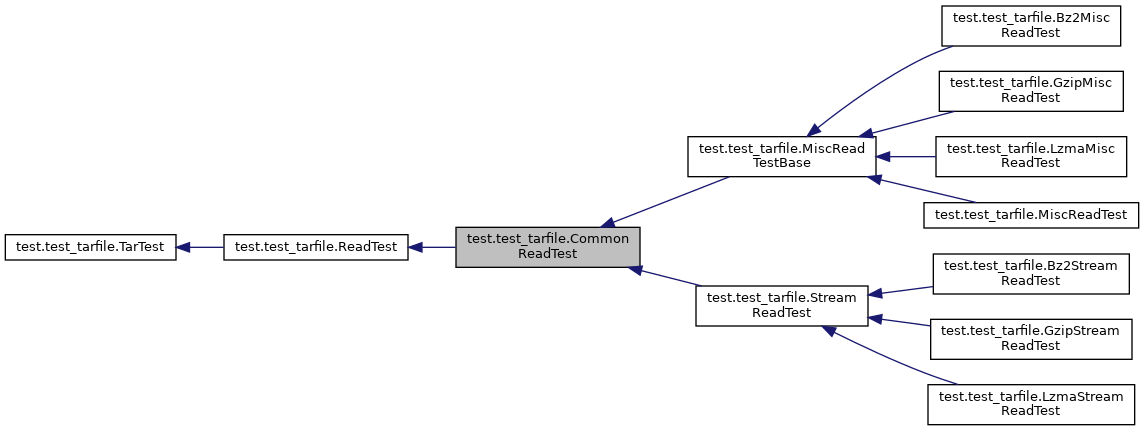 test.test_tarfile.Bz2Misc
ReadTest
test.test_tarfile.GzipMisc
ReadTest
test.test_tarfile.MiscRead
TestBase
test.test_tarfile.LzmaMisc
ReadTest
test.test_tarfile.MiscReadTest
test.test_tarfile.TarTest
test.test_tarfile.ReadTest
test.test_tarfile.Common
ReadTest
test.test_tarfile.Bz2Stream
ReadTest
test.test_tarfile.Stream
ReadTest
test.test_tarfile.GzipStream
ReadTest
test.test_tarfile.LzmaStream
ReadTest